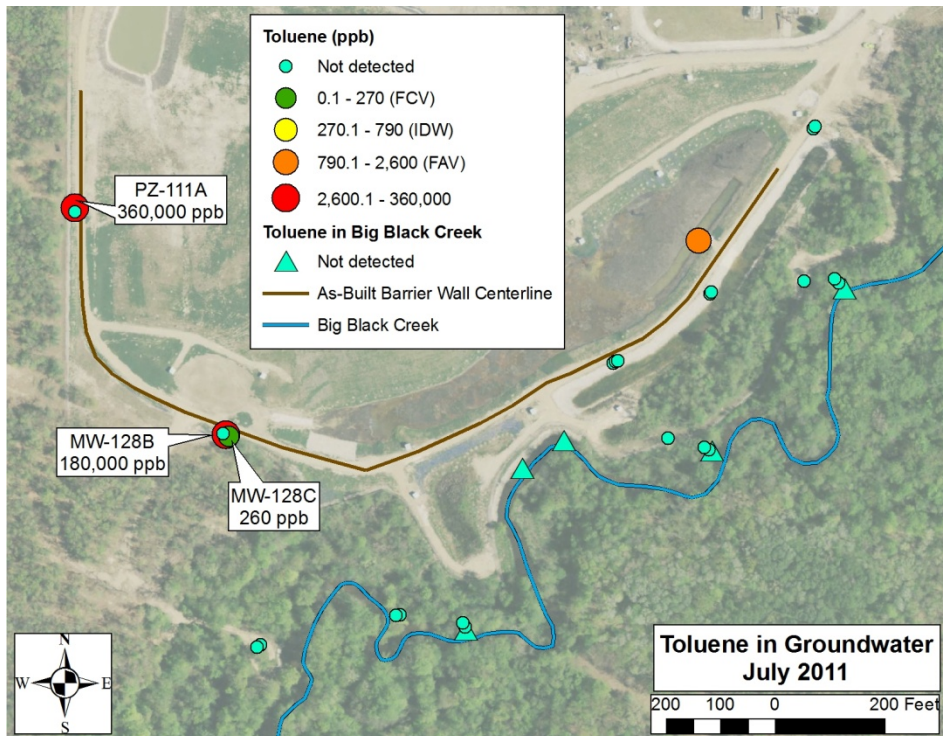 Toluene (ppb)
Not detected
0.1 - 270 (FCV)
270.1 - 790 (IDW)
790.1 - 2,600 (FAV)
2,600.1 - 360,000
Toluene in Big Black Creek
Not detected
As-Built Barrier Wall Centerline
Big Black Creek
PZ-111A
360,000 ppb
MW-128B
180,000 ppb
MW-128C
260 ppb
N
W E
S
Toluene in Groundwater
July 2011
200 100 0 200 Feet